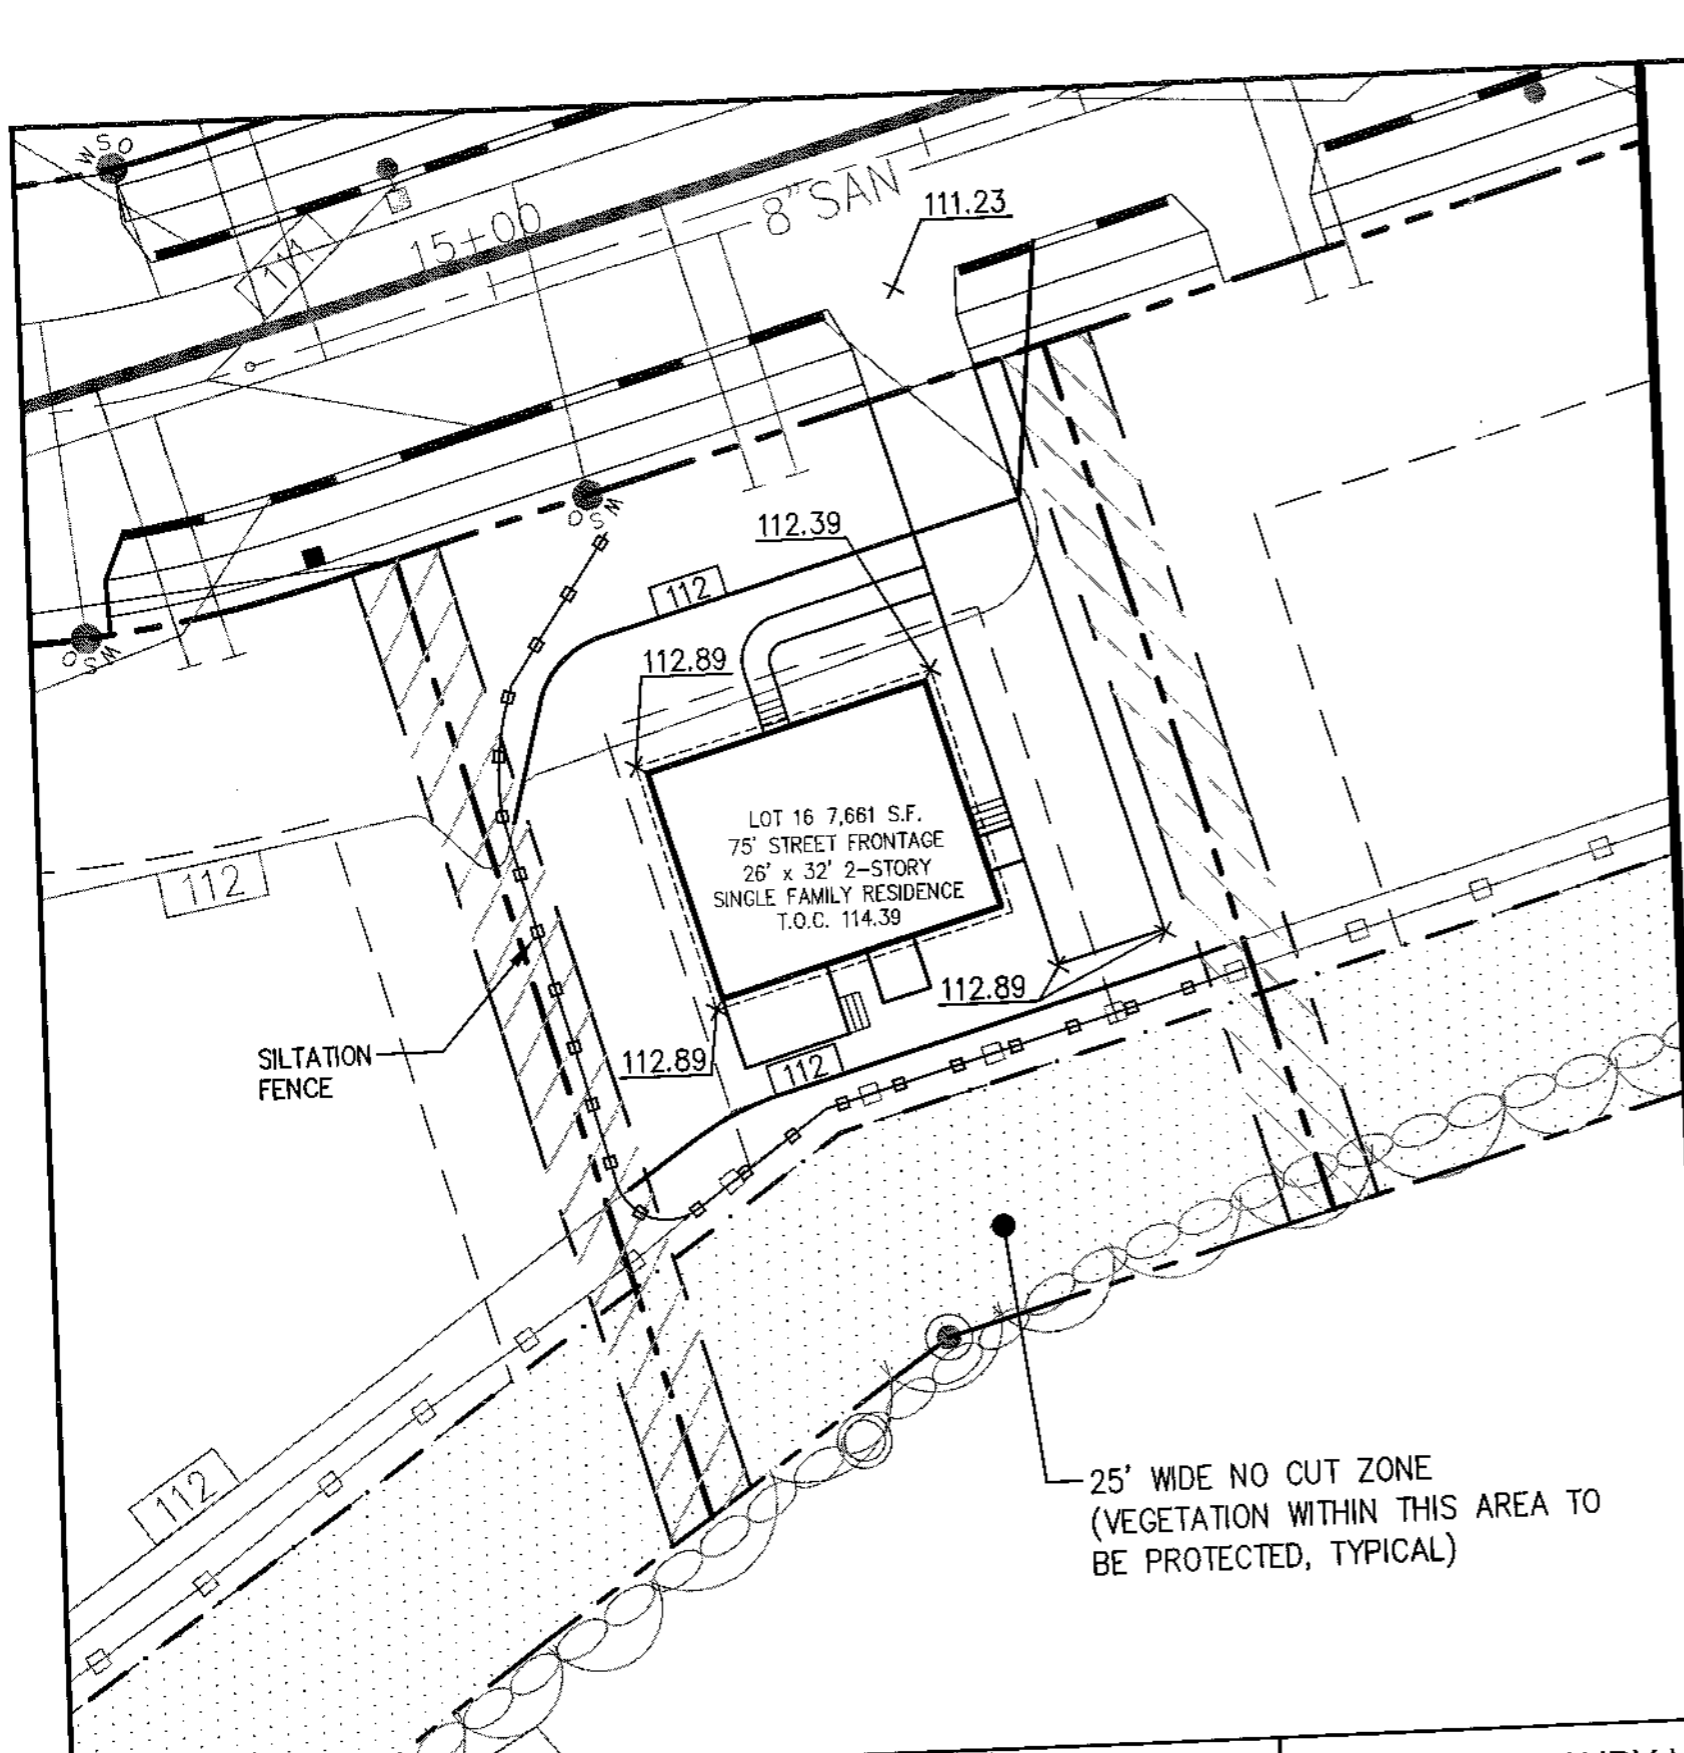 WSO
111
15+00
8" SAN
111.23
WSO
112.39
112
WSO
112.89
LOT 16 7,661 S.F.
75' STREET FRONTAGE
26' x 32' 2-STORY
SINGLE FAMILY RESIDENCE
T.O.C. 114.39
112
112.89
SILTATION
FENCE
112.89
112
112
25' WIDE NO CUT ZONE
(VEGETATION WITHIN THIS AREA TO
BE PROTECTED, TYPICAL)